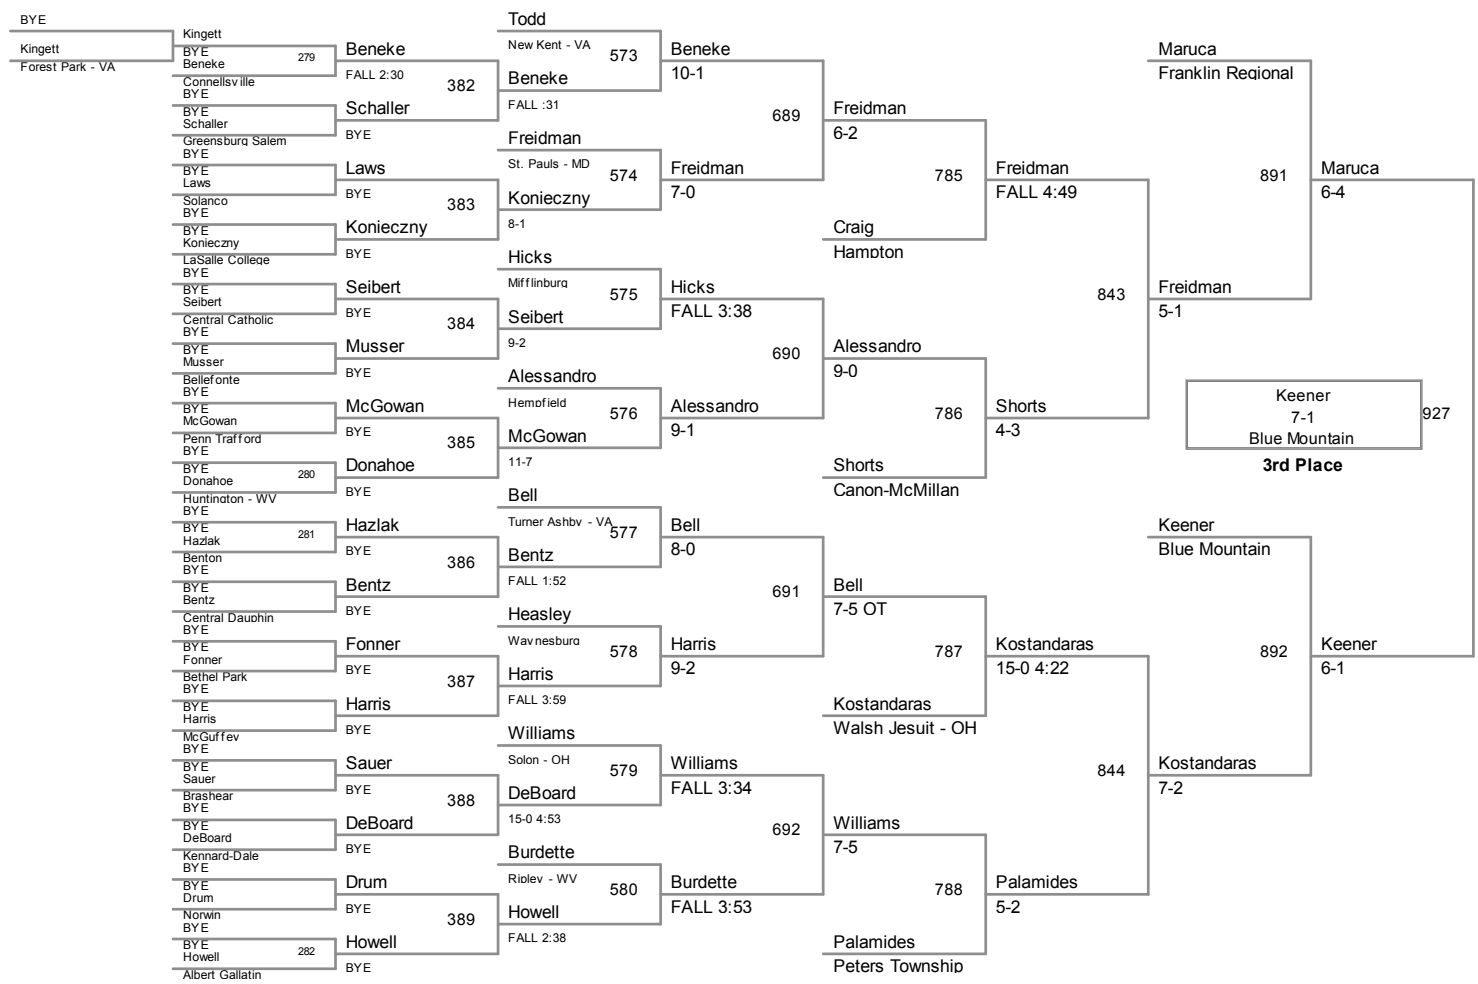 BYE
Kingett
Forest Park - VA
Kingett
BYE
Beneke
279
Connellsville
BYE
BYE
Schaller
Greensburg Salem
BYE
BYE
Laws
Solanco
BYE
BYE
Konieczny
LaSalle College
BYE
BYE
Seibert
Central Catholic
BYE
BYE
Musser
Bellefonte
BYE
BYE
McGowan
Penn Trafford
BYE
BYE
Donahoe
280
Huntington - WV
BYE
BYE
Hazlak
281
Benton
BYE
BYE
Bentz
Central Dauphin
BYE
BYE
Fonner
Bethel Park
BYE
BYE
Harris
McGuffey
BYE
BYE
Sauer
Brashear
BYE
BYE
DeBoard
Kennard-Dale
BYE
BYE
Drum
Norwin
BYE
BYE
Howell
282
Albert Gallatin
Beneke
FALL 2:30
382
Schaller
BYE
Laws
BYE
383
Konieczny
BYE
Seibert
BYE
384
Musser
BYE
McGowan
BYE
385
Donahoe
BYE
Hazlak
BYE
386
Bentz
BYE
Fonner
BYE
387
Harris
BYE
Sauer
BYE
388
DeBoard
BYE
Drum
BYE
389
Howell
BYE
Todd
New Kent - VA
573
Beneke
FALL :31
Freidman
St. Pauls - MD
574
Konieczny
8-1
Hicks
Mifflinburg
575
Seibert
9-2
Alessandro
Hempfield
576
McGowan
11-7
Bell
Turner Ashby - VA
577
Bentz
FALL 1:52
Heasley
Waynesburg
578
Harris
FALL 3:59
Williams
Solon - OH
579
DeBoard
15-0 4:53
Burdette
Ripley - WV
580
Howell
FALL 2:38
Beneke
10-1
689
Freidman
7-0
Hicks
FALL 3:38
690
Alessandro
9-1
Bell
8-0
691
Harris
9-2
Williams
FALL 3:34
692
Burdette
FALL 3:53
Freidman
6-2
785
Craig
Hampton
Alessandro
9-0
786
Shorts
Canon-McMillan
Bell
7-5 OT
787
Kostandaras
Walsh Jesuit - OH
Williams
7-5
788
Palamides
Peters Township
Freidman
FALL 4:49
843
Shorts
4-3
Kostandaras
15-0 4:22
844
Palamides
5-2
Maruca
Franklin Regional
891
Freidman
5-1
Keener
Blue Mountain
892
Kostandaras
7-2
Maruca
6-4
Keener
6-1
Keener
7-1
Blue Mountain
927
3rd Place